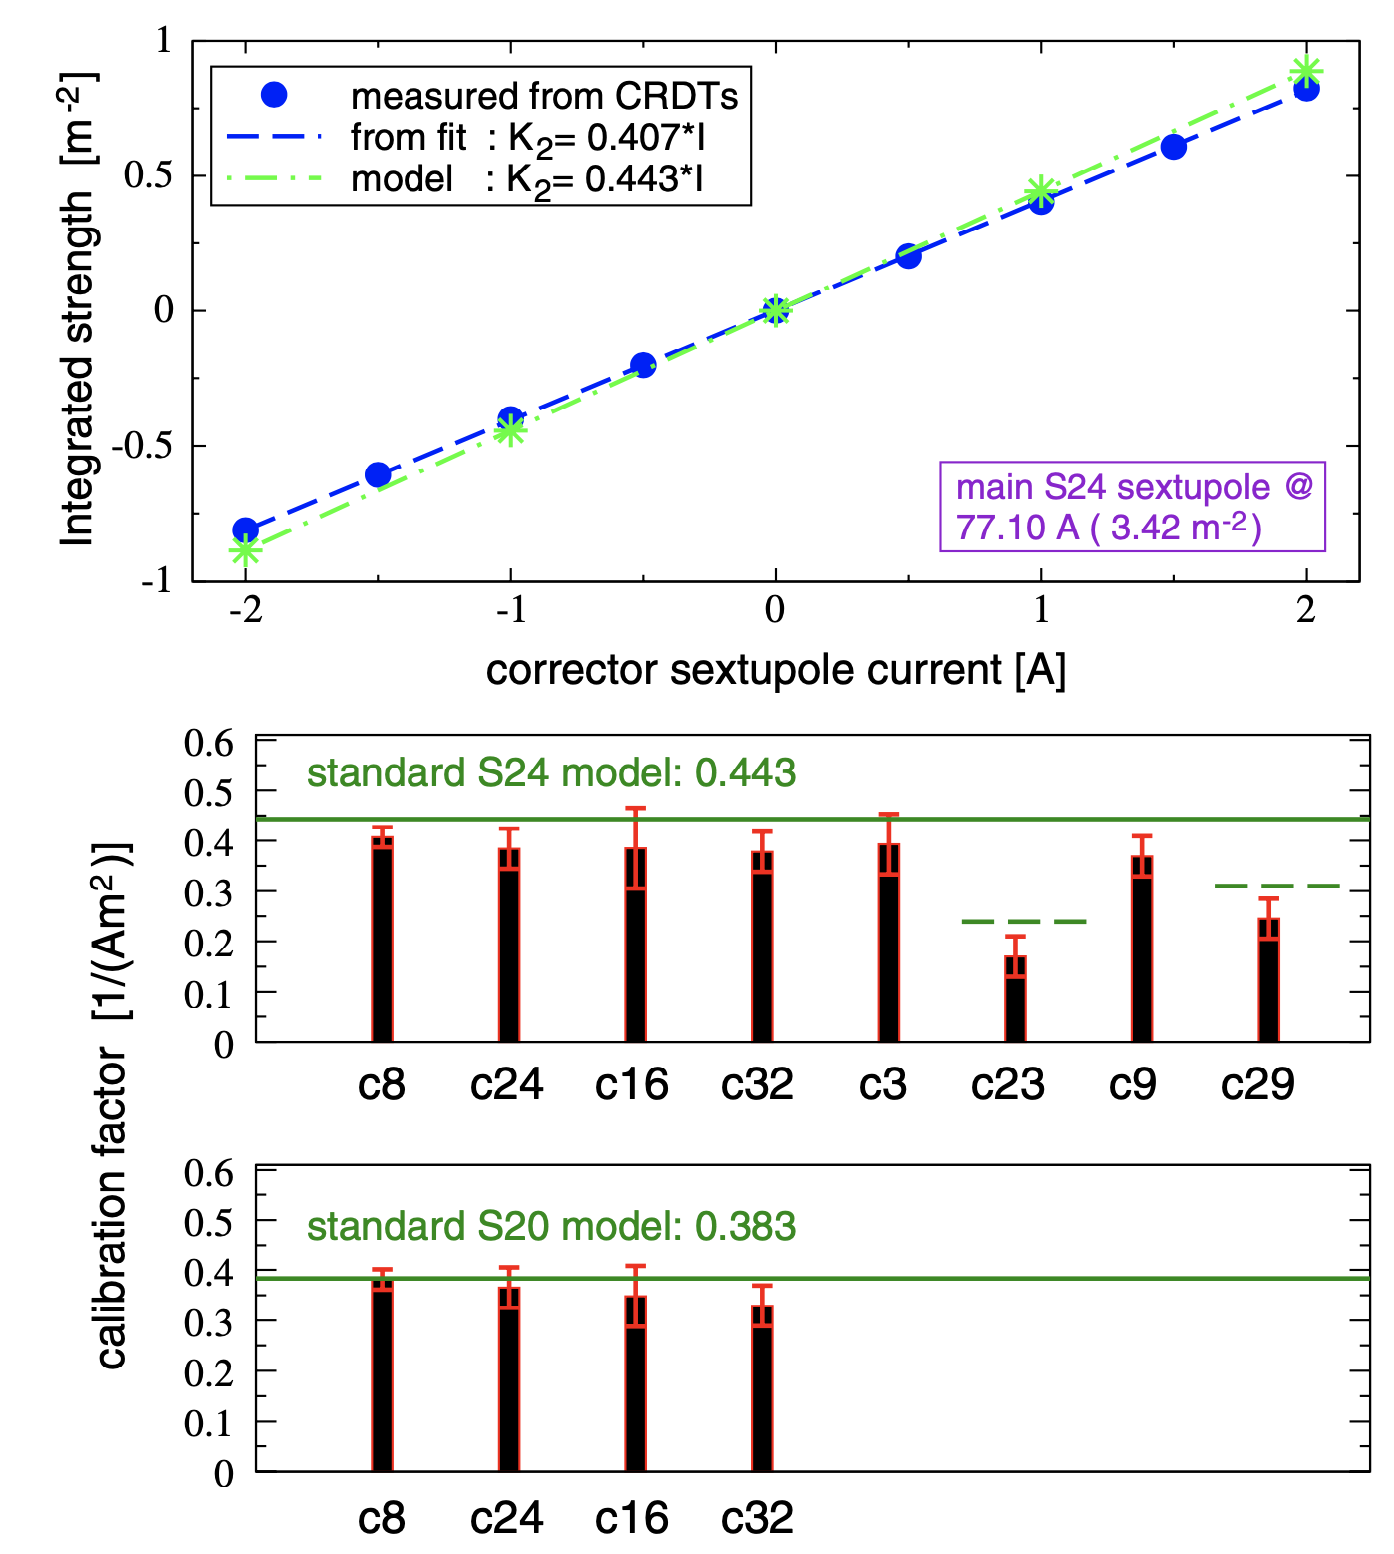 1
0.5
0
-0.5
-1
Integrated strength [m-2]
measured from CRDTs
from fit : K2= 0.407*I
model : K2= 0.443*I
main S24 sextupole @
77.10 A ( 3.42 m-2)
-2 -1 0 1 2
corrector sextupole current [A]
calibration factor [1/(Am2)]
0.6
0.5
0.4
0.3
0.2
0.1
0
standard S24 model: 0.443
c8 c24 c16 c32 c3 c23 c9 c29
0.6
0.5
0.4
0.3
0.2
0.1
0
standard S20 model: 0.383
c8 c24 c16 c32